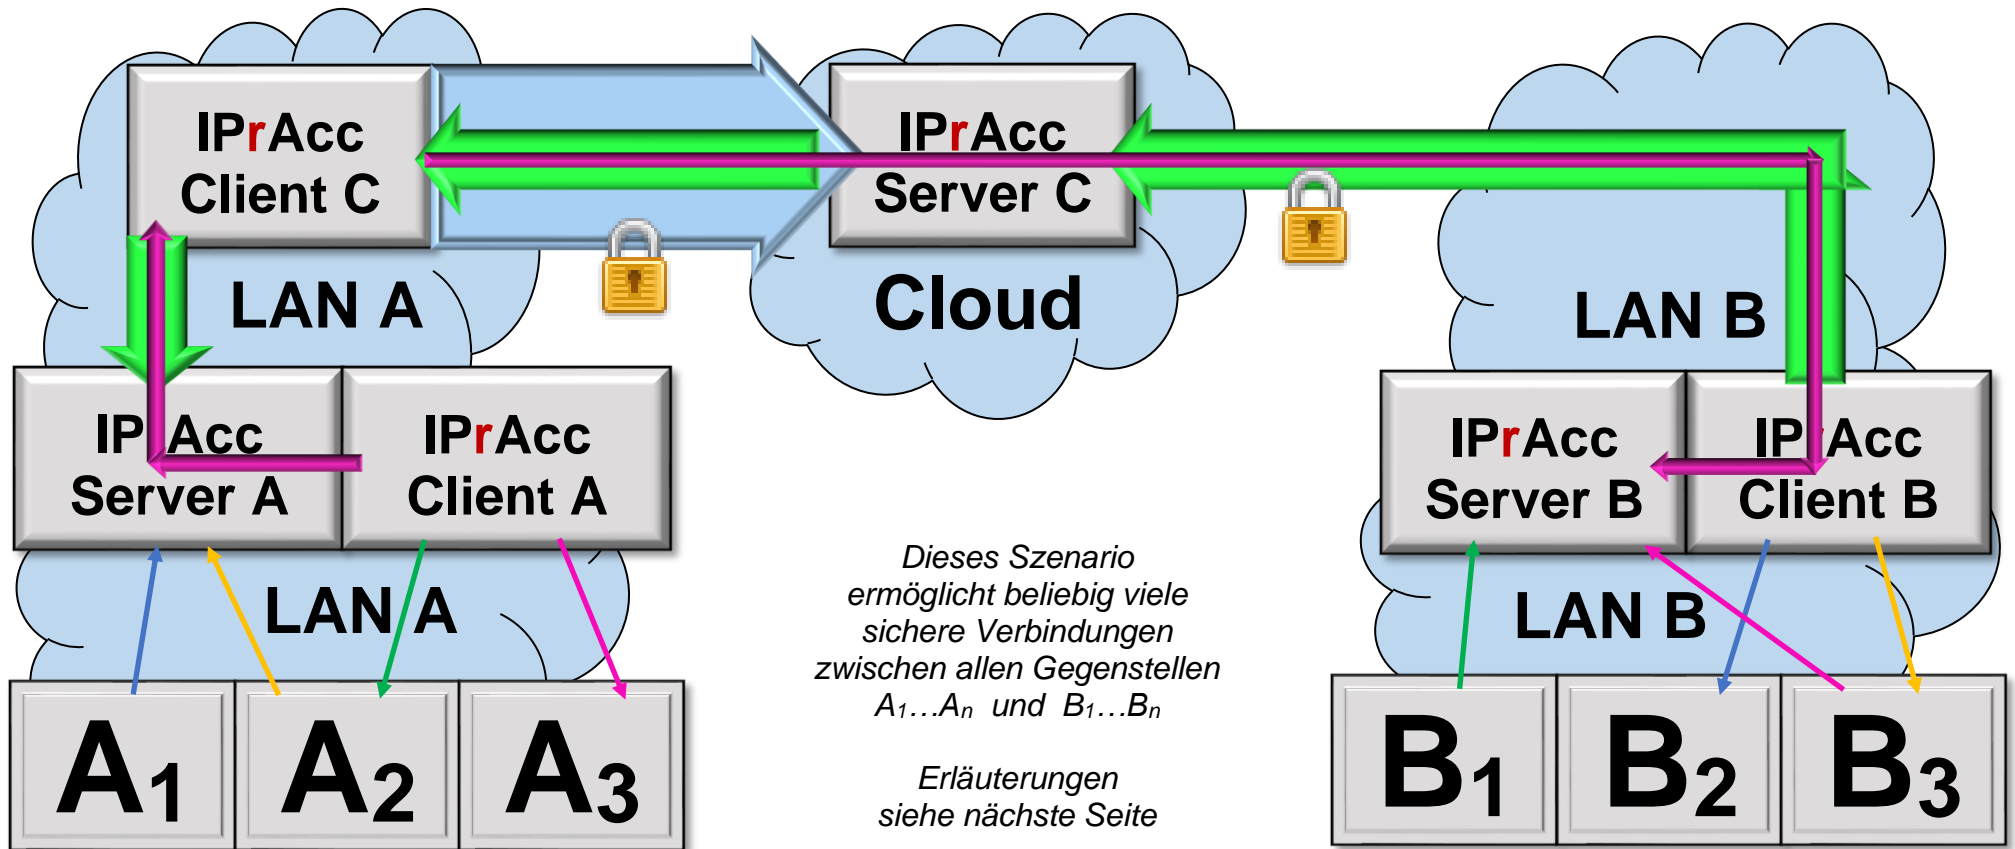 IPrAcc
Client C
IPrAcc
Server C
LAN A
Cloud
LAN B
IPrAcc
Server A
IPrAcc
Client A
IPrAcc
Server B
IPrAcc
Client B
LAN A
LAN B
Dieses Szenario
ermöglicht beliebig viele
sichere Verbindungen
zwischen allen Gegenstellen
A1…An und B1…Bn
Erläuterungen
siehe nächste Seite
A1
A2
A3
B1
B2
B3